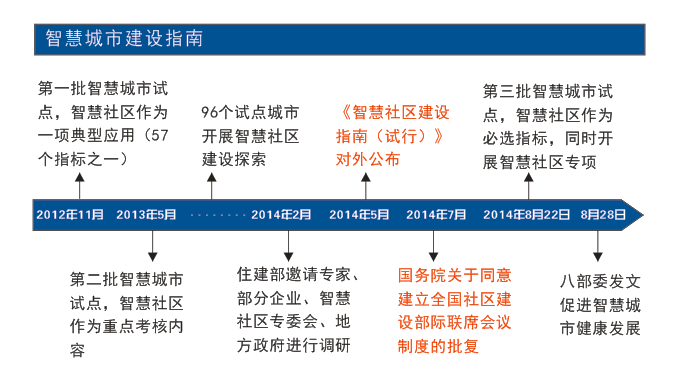 智慧城市建设指南
第一批智慧城市试
点，智慧社区作为
一项典型应用（57
个指标之一）
96个试点城市
开展智慧社区
建设探索
《智慧社区建设
指南（试行）》
对外公布
第三批智慧城市试
点，智慧社区作为
必选指标，同时开
展智慧社区专项
2012年11月 2013年5月 ········ 2014年2月 2014年5月 2014年7月 2014年8月22日 8月28日
第二批智慧城市
试点，智慧社区
作为重点考核内
容
住建部邀请专家、
部分企业、智慧
社区专委会、地
方政府进行调研
国务院关于同意
建立全国社区建
设部际联席会议
制度的批复
八部委发文
促进智慧城
市健康发展